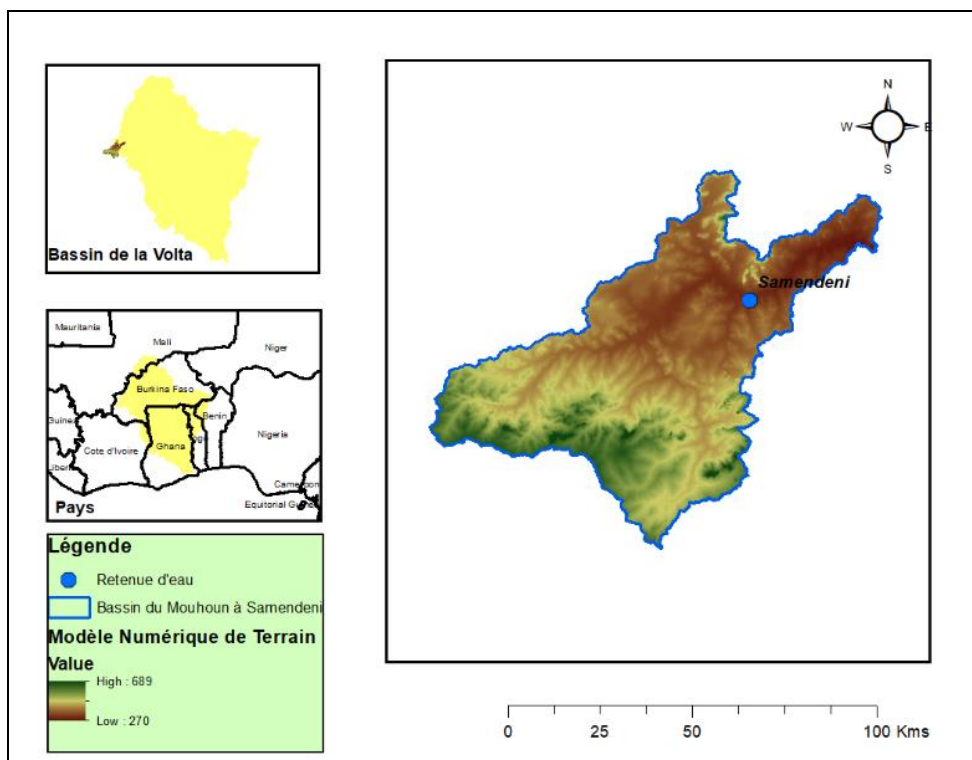 Bassin de la Volta
Mauritania
Mali
Niger
Burkina Faso
Benin
Nigeria
Ghana
Cote d'Ivoire
Pays
Légende
Retenue d'eau
Bassin du Mouhoun à Samendeni
Modèle Numérique de Terrain
Value
High : 689
Low : 270
N
W E
S
Samendeni
0 25 50 100 Kms